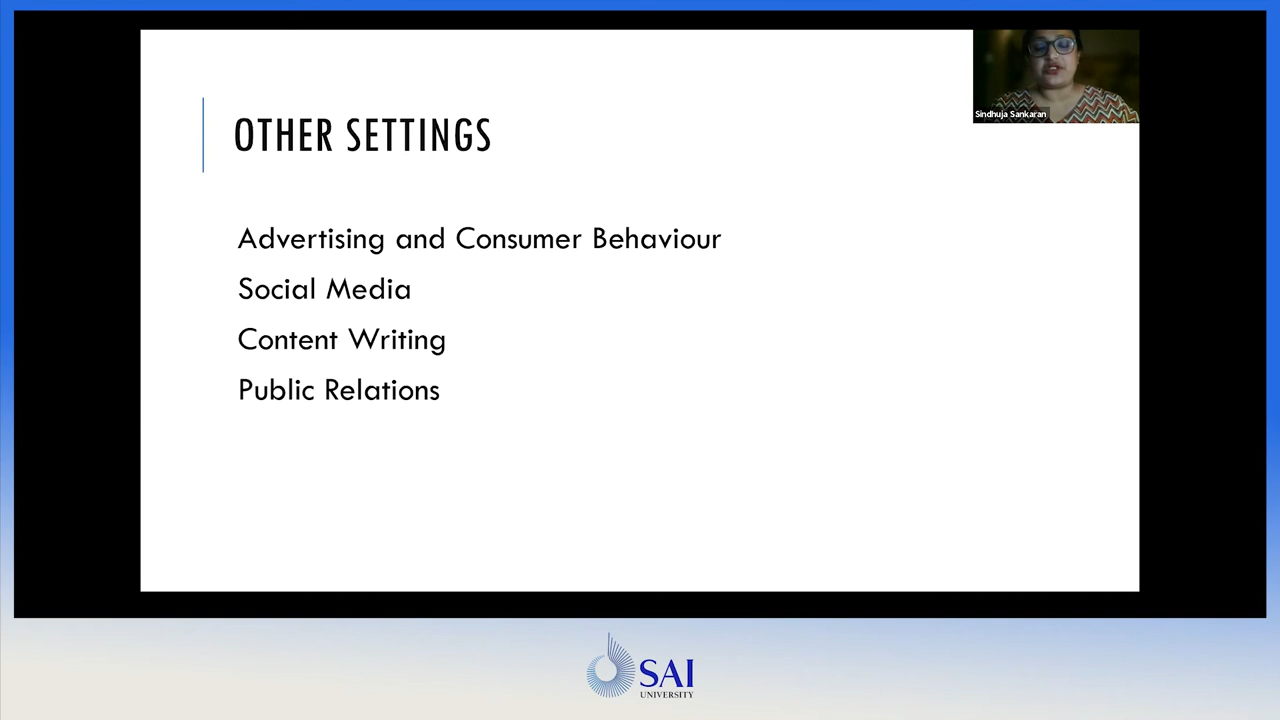 Sindhuja Sankaran
OTHER SETTINGS
Advertising and Consumer Behaviour
Social Media
Content Writing
Public Relations
SAI
UNIVERSITY